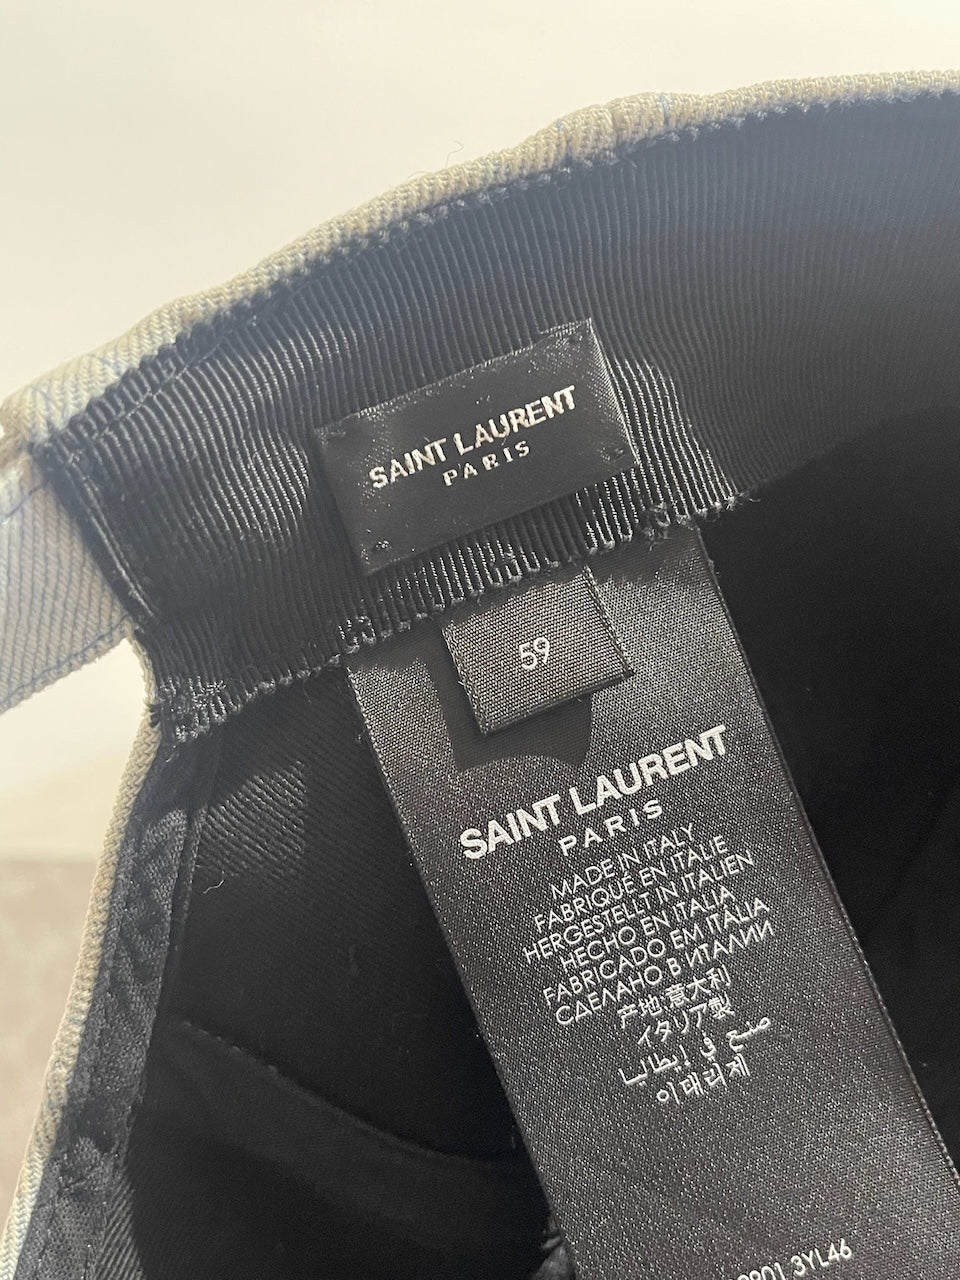 SAINT LAURENT
PARIS
59
SAINT LAURENT
PARIS
MADE IN ITALY
FABRIQUÉ EN ITALIE
HERGESTELLT IN ITALIEN
HECHO EN ITALIA
FABRICADO EM ITÁLIA
СДЕЛАНО В ИТАЛИИ
产地:意大利
イタリア製
صنع في إيطاليا
이태리제
3YL46